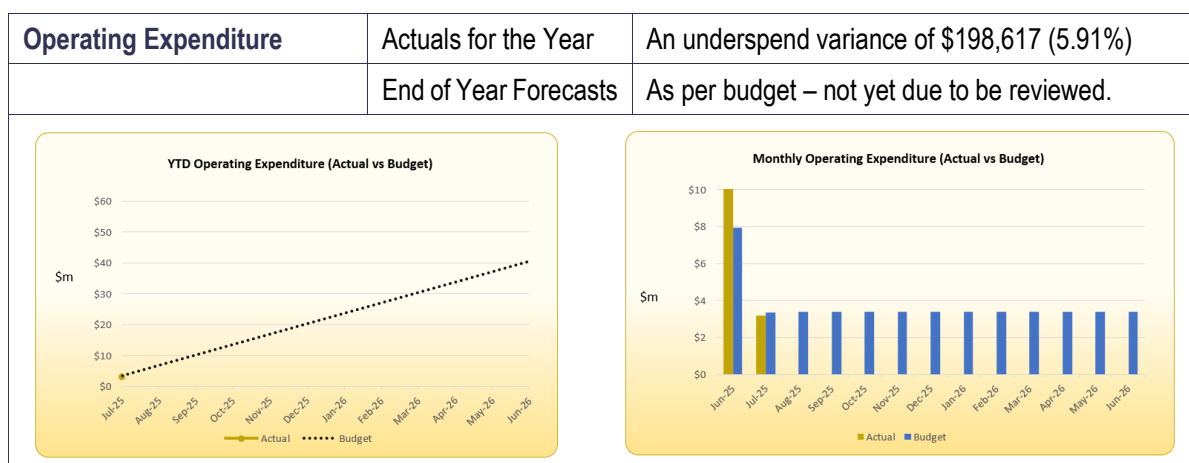 Operating Expenditure
Actuals for the Year
An underspend variance of $198,617 (5.91%)
End of Year Forecasts
As per budget – not yet due to be reviewed.
YTD Operating Expenditure (Actual vs Budget)
$60
$50
$40
$30
$20
$10
$0
$m
Jul-25
Aug-25
Sep-25
Oct-25
Nov-25
Dec-25
Jan-26
Feb-26
Mar-26
Apr-26
May-26
Jun-26
Actual
Budget
Monthly Operating Expenditure (Actual vs Budget)
$10
$8
$6
$4
$2
$0
$m
Jun-25
Jul-25
Aug-25
Sep-25
Oct-25
Nov-25
Dec-25
Jan-26
Feb-26
Mar-26
Apr-26
May-26
Jun-26
Actual
Budget